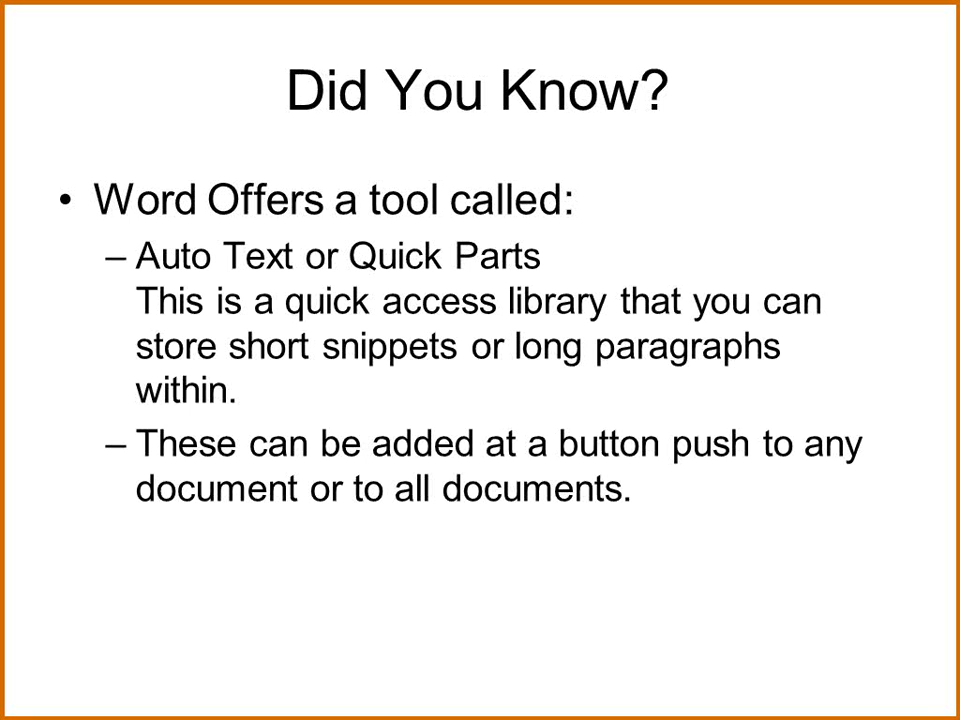 Did You Know?
• Word Offers a tool called:
– Auto Text or Quick Parts
This is a quick access library that you can
store short snippets or long paragraphs
within.
– These can be added at a button push to any
document or to all documents.